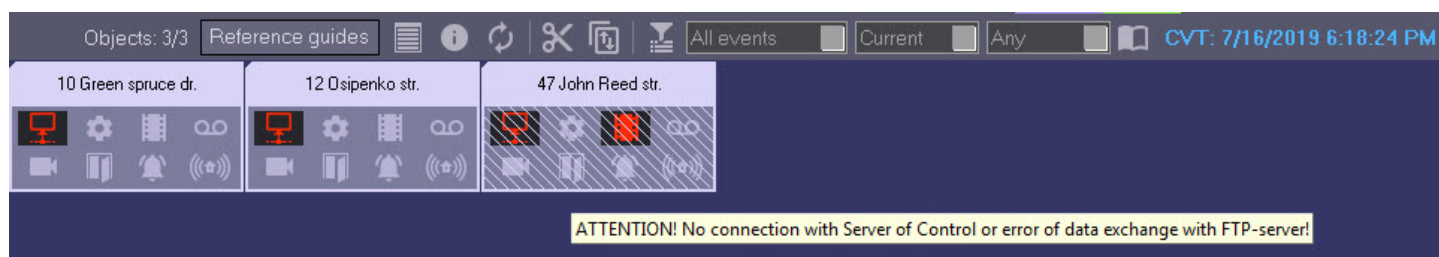 Objects: 3/3 Reference guides All events Current Any CVT: 7/16/2019 6:18:24 PM
10 Green spruce dr. 12 Osipenko str. 47 John Reed str.
ATTENTION! No connection with Server of Control or error of data exchange with FTP-server!